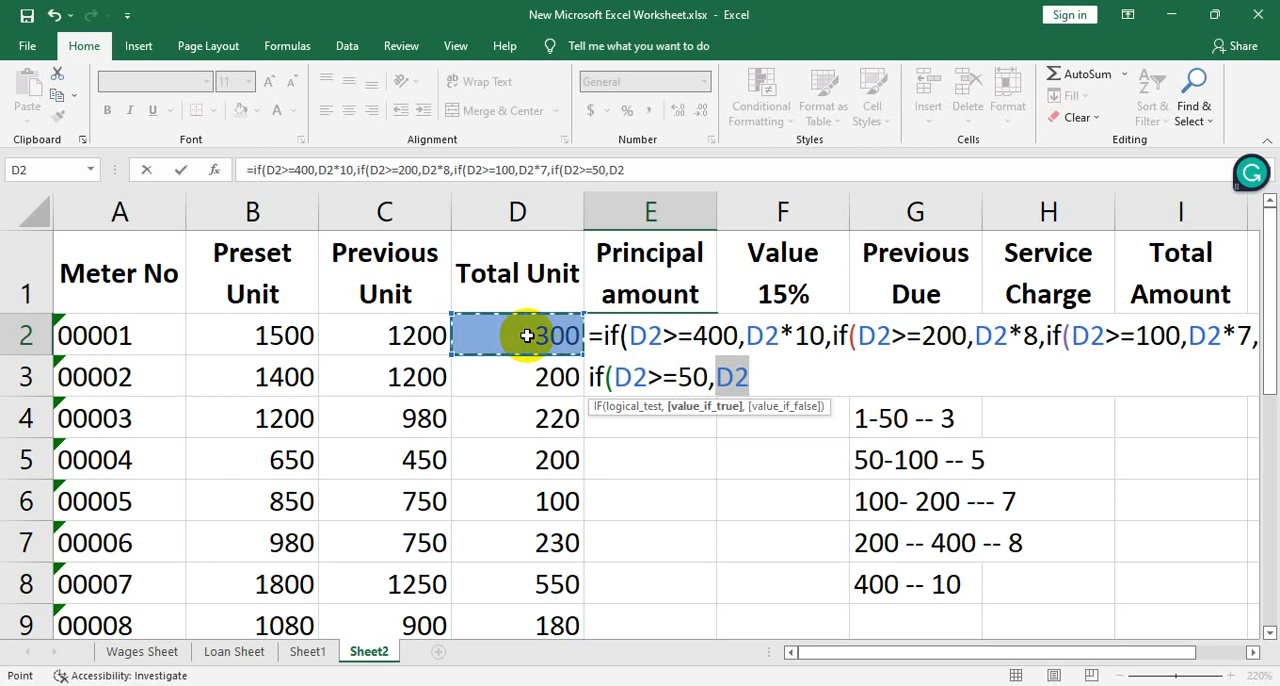 New Microsoft Excel Worksheet.xlsx - Excel
Sign in
File Home Insert Page Layout Formulas Data Review View Help Tell me what you want to do Share
Paste
11
B I U
A A
ab Wrap Text
Merge & Center
General
$ % ,
Conditional Formatting
Format as Table
Cell Styles
Insert Delete Format
AutoSum
Fill
Clear
Sort & Filter
Find & Select
Clipboard Font Alignment Number Styles Cells Editing
D2 fx =if(D2>=400,D2*10,if(D2>=200,D2*8,if(D2>=100,D2*7,if(D2>=50,D2
A B C D E F G H I
1 Meter No Preset Unit Previous Unit Total Unit Principal amount Value 15% Previous Due Service Charge Total Amount
2 00001 1500 1200 300 =if(D2>=400,D2*10,if(D2>=200,D2*8,if(D2>=100,D2*7,
3 00002 1400 1200 200 if(D2>=50,D2
IF(logical_test, [value_if_true], [value_if_false])
4 00003 1200 980 220 1-50 -- 3
5 00004 650 450 200 50-100 -- 5
6 00005 850 750 100 100- 200 --- 7
7 00006 980 750 230 200 -- 400 -- 8
8 00007 1800 1250 550 400 -- 10
9 00008 1080 900 180
Wages Sheet Loan Sheet Sheet1 Sheet2
Point Accessibility: Investigate 220%